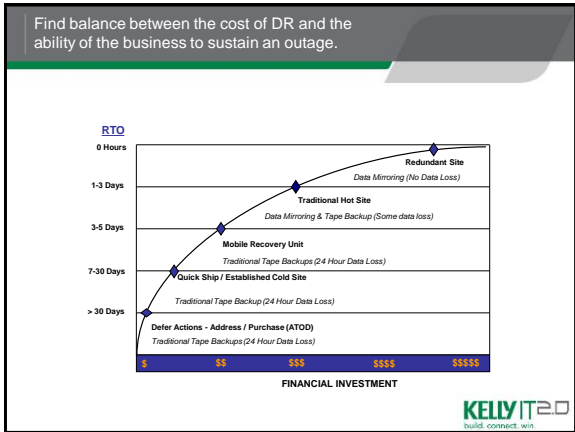 Find balance between the cost of DR and the
ability of the business to sustain an outage.
RTO
0 Hours
Redundant Site
Data Mirroring (No Data Loss)
1-3 Days
Traditional Hot Site
Data Mirroring & Tape Backup (Some data loss)
3-5 Days
Mobile Recovery Unit
Traditional Tape Backups (24 Hour Data Loss)
7-30 Days
Quick Ship / Established Cold Site
Traditional Tape Backup (24 Hour Data Loss)
> 30 Days
Defer Actions - Address / Purchase (ATOD)
Traditional Tape Backups (24 Hour Data Loss)
$ $$ $$$ $$$$ $$$$$
FINANCIAL INVESTMENT
KELLY IT 2.0
build. connect. win.